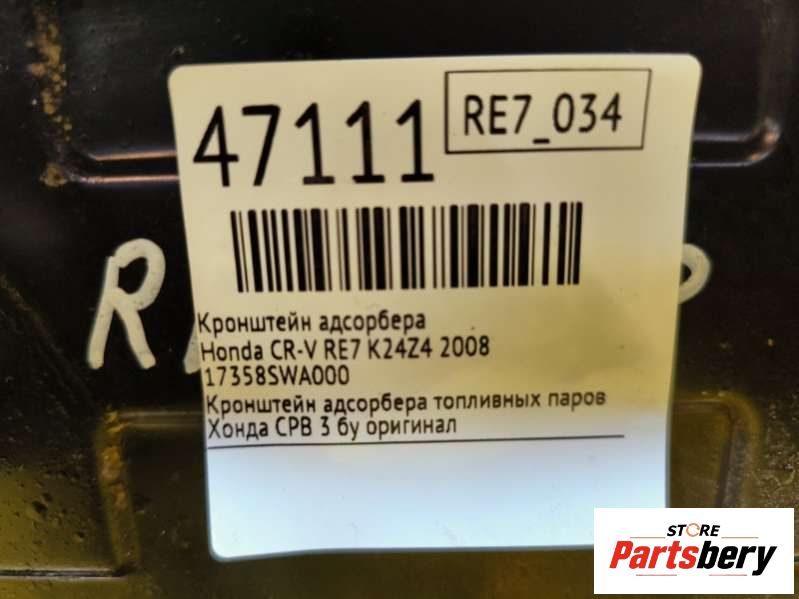 47111
RE7_034
R
Кронштейн адсорбера
Honda CR-V RE7 K24Z4 2008
17358SWA000
Кронштейн адсорбера топливных паров
Хонда СРВ 3 бу оригинал
STORE
Partsbery